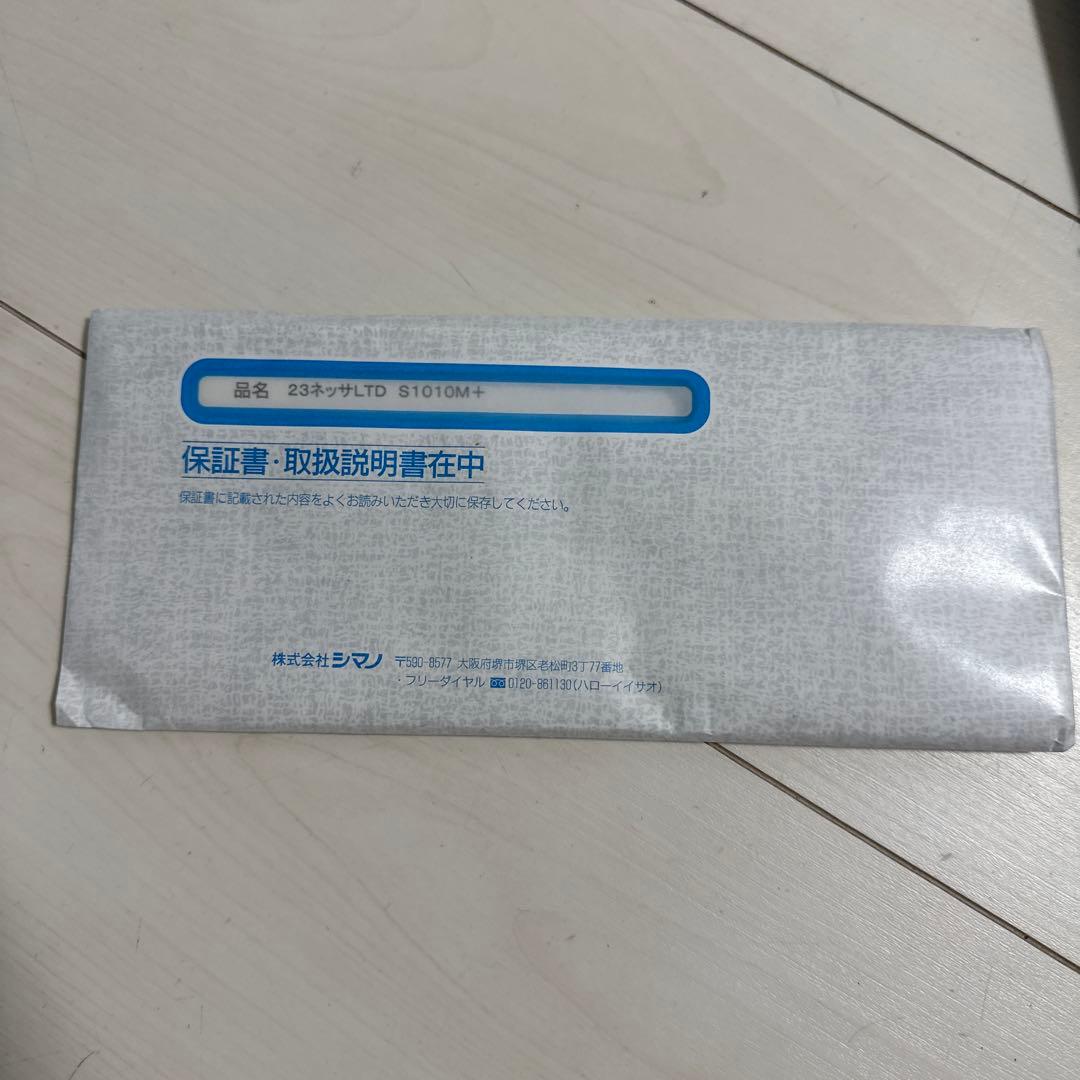 品名 23ネッサLTD S1010M+
保証書・取扱説明書在中
保証書に記載された内容をよくお読みいただき大切に保存してください。
株式会社シマノ 〒590-8577 大阪府堺市堺区老松町3丁77番地
・フリーダイヤル 0120-861130(ハローイイサオ)